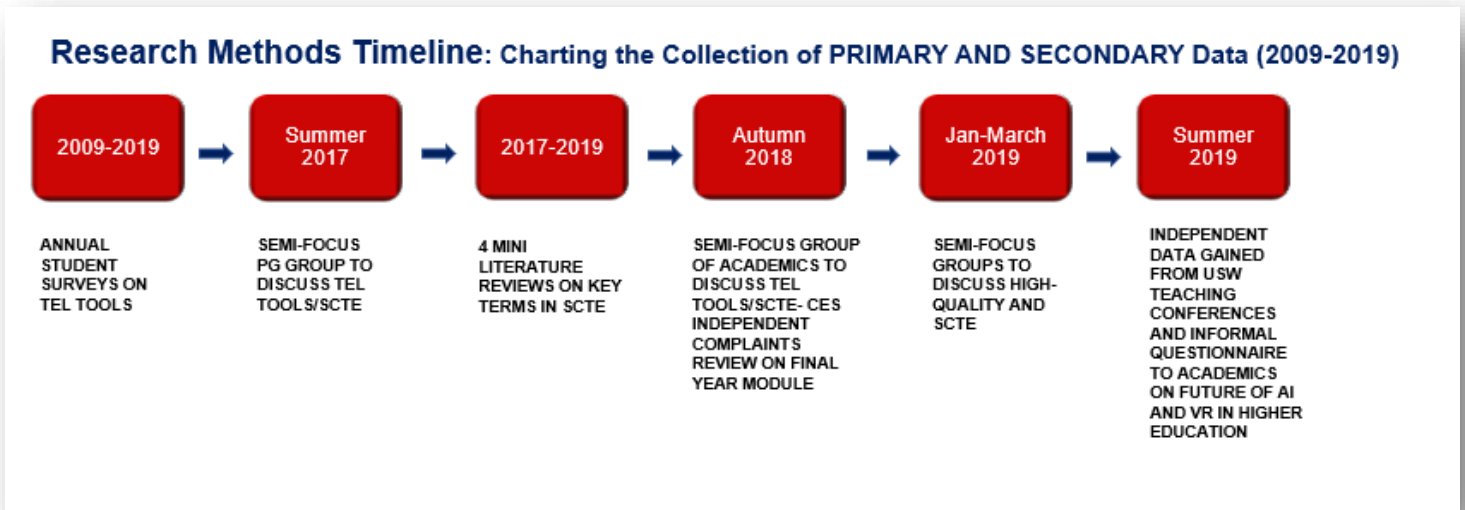 Research Methods Timeline: Charting the Collection of PRIMARY AND SECONDARY Data (2009-2019)
2009-2019
Summer
2017
2017-2019
Autumn
2018
Jan-March
2019
Summer
2019
ANNUAL
STUDENT
SURVEYS ON
TEL TOOLS
SEMI-FOCUS
PG GROUP TO
DISCUSS TEL
TOOLS/SCTE
4 MINI
LITERATURE
REVIEWS ON KEY
TERMS IN SCTE
SEMI-FOCUS GROUP
OF ACADEMICS TO
DISCUSS TEL
TOOLS/SCTE- CES
INDEPENDENT
COMPLAINTS
REVIEW ON FINAL
YEAR MODULE
SEMI-FOCUS
GROUPS TO
DISCUSS HIGH-
QUALITY AND
SCTE
INDEPENDENT
DATA GAINED
FROM USW
TEACHING
CONFERENCES
AND INFORMAL
QUESTIONNAIRE
TO ACADEMICS
ON FUTURE OF AI
AND VR IN HIGHER
EDUCATION